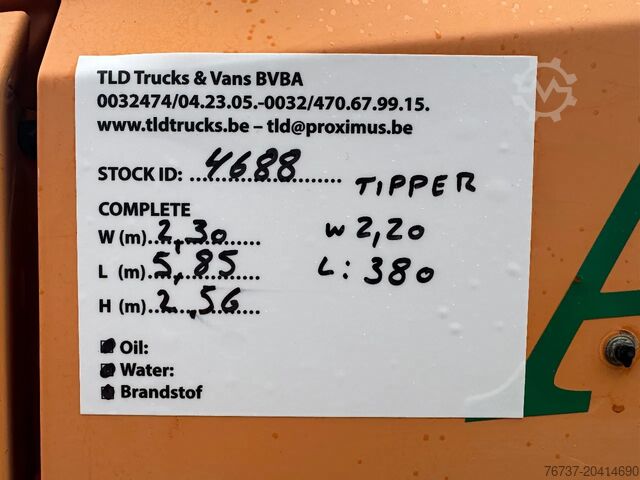 TLD Trucks & Vans BVBA
0032474/04.23.05.-0032/470.67.99.15.
www.tldtrucks.be – tld@proximus.be
STOCK ID: 4688
TIPPER
COMPLETE
W (m) 2,30
W 2,20
L (m) 5,85
L: 380
H (m) 2,56
Oil:
Water:
Brandstof
A
76737-20414690